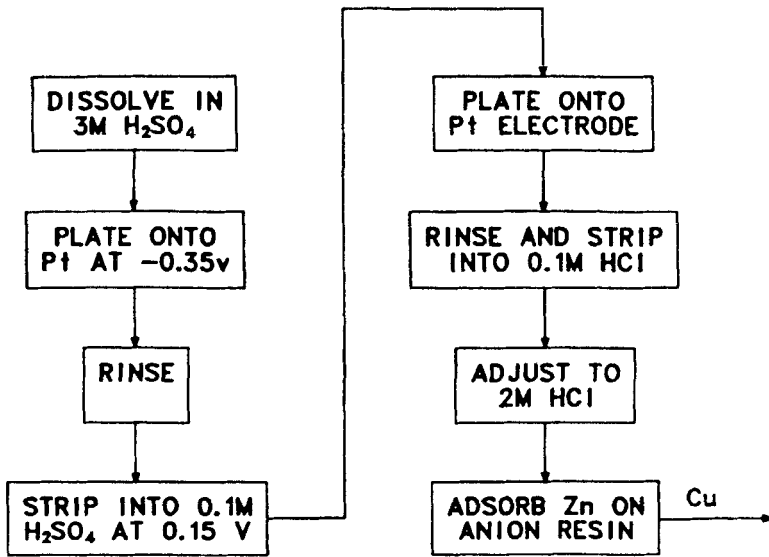 DISSOLVE IN
3M H₂SO₄
PLATE ONTO
Pt AT -0.35v
RINSE
STRIP INTO 0.1M
H₂SO₄ AT 0.15 V
PLATE ONTO
Pt ELECTRODE
RINSE AND STRIP
INTO 0.1M HCl
ADJUST TO
2M HCl
ADSORB Zn ON
ANION RESIN
Cu